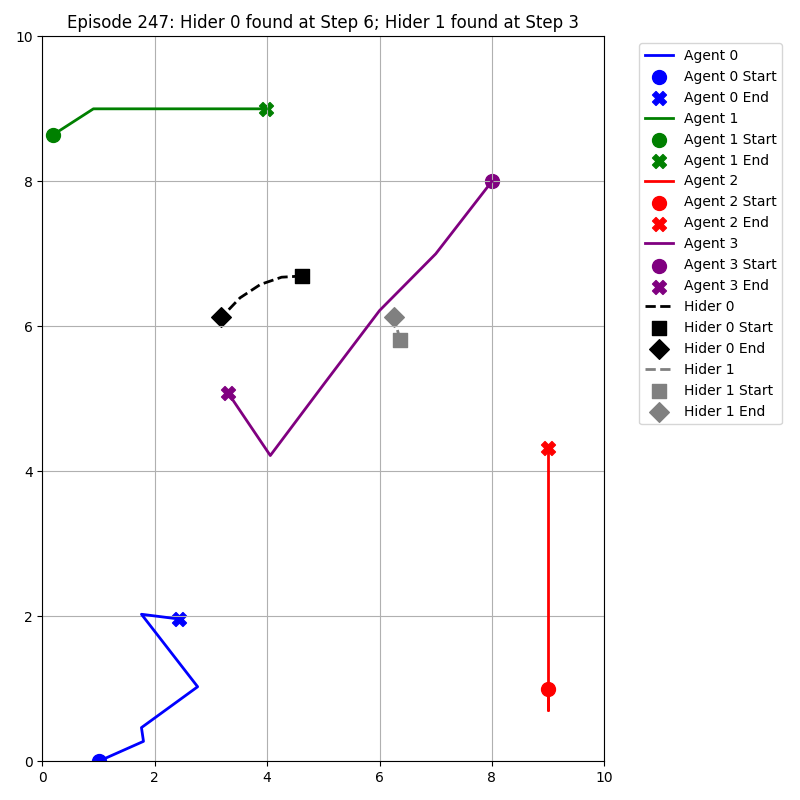 Episode 247: Hider 0 found at Step 6; Hider 1 found at Step 3
10
8
6
4
2
0
0 2 4 6 8 10
Agent 0
Agent 0 Start
Agent 0 End
Agent 1
Agent 1 Start
Agent 1 End
Agent 2
Agent 2 Start
Agent 2 End
Agent 3
Agent 3 Start
Agent 3 End
Hider 0
Hider 0 Start
Hider 0 End
Hider 1
Hider 1 Start
Hider 1 End